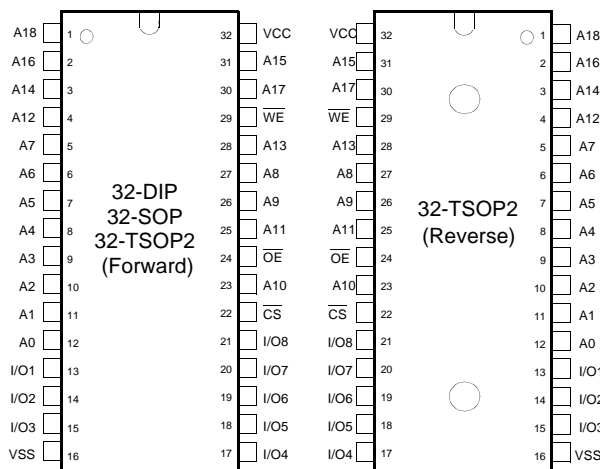 A18 1 32 VCC VCC 32 1 A18
A16 2 31 A15 A15 31 2 A16
A14 3 30 A17 A17 30 3 A14
A12 4 29 WE WE 29 4 A12
A7 5 28 A13 A13 28 5 A7
A6 6 27 A8 A8 27 6 A6
A5 7 26 A9 A9 26 7 A5
A4 8 25 A11 A11 25 8 A4
A3 9 24 OE OE 24 9 A3
A2 10 23 A10 A10 23 10 A2
A1 11 22 CS CS 22 11 A1
A0 12 21 I/O8 I/O8 21 12 A0
I/O1 13 20 I/O7 I/O7 20 13 I/O1
I/O2 14 19 I/O6 I/O6 19 14 I/O2
I/O3 15 18 I/O5 I/O5 18 15 I/O3
VSS 16 17 I/O4 I/O4 17 16 VSS
32-DIP
32-SOP
32-TSOP2
(Forward)
32-TSOP2
(Reverse)